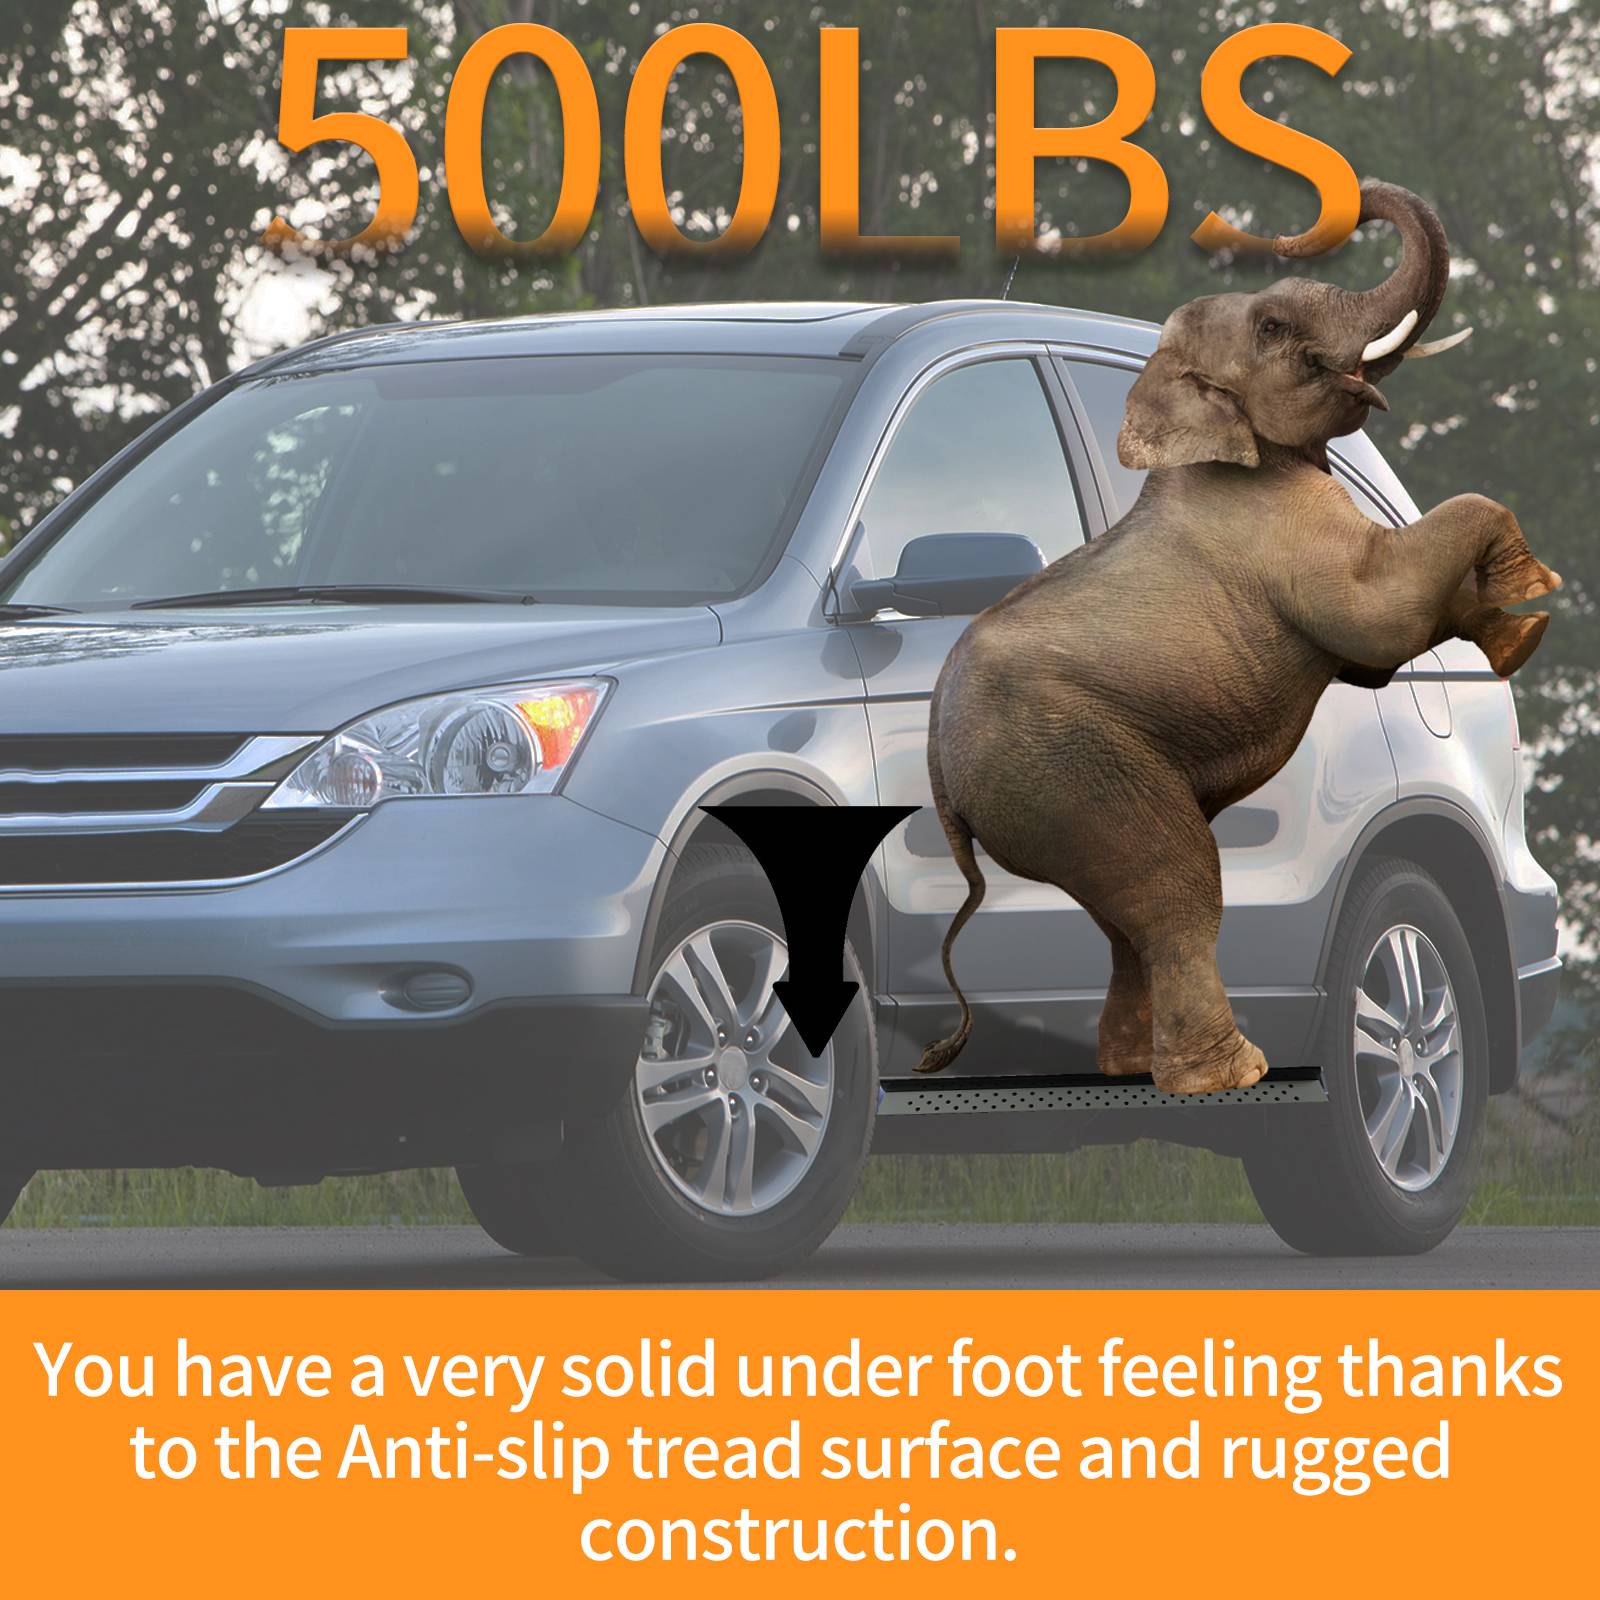 500LBS
You have a very solid under foot feeling thanks
to the Anti-slip tread surface and rugged
construction.